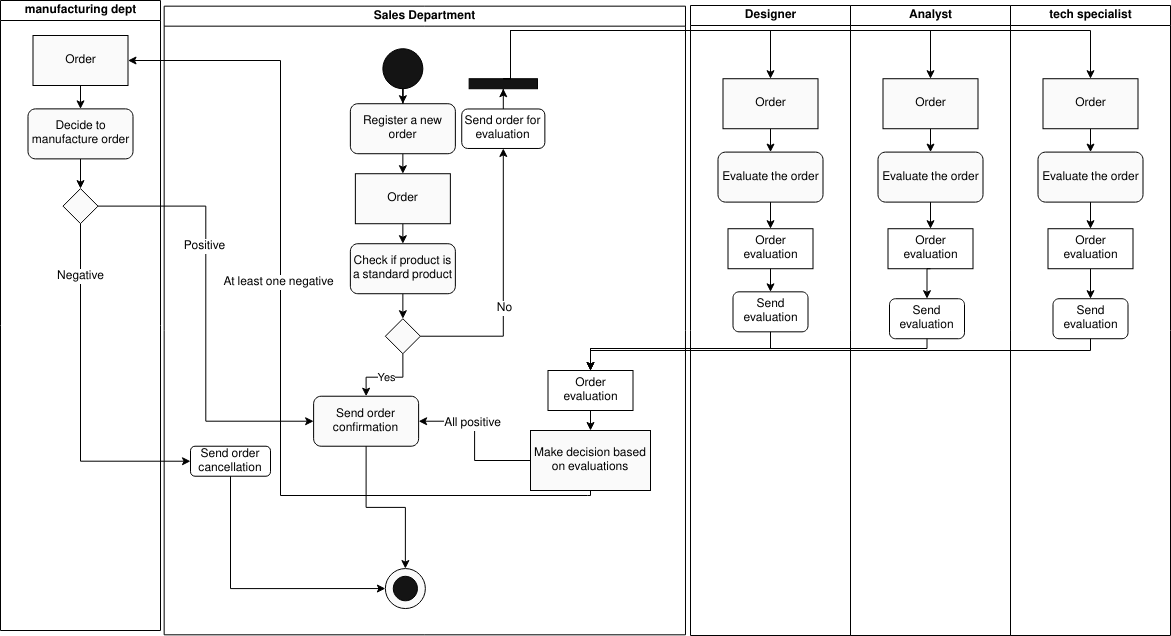 manufacturing dept
Sales Department
Designer
Analyst
tech specialist
Order
Decide to
manufacture order
Positive
Negative
At least one negative
Register a new
order
Send order for
evaluation
Order
Check if product is
a standard product
No
Yes
Send order
confirmation
All positive
Send order
cancellation
Order
evaluation
Make decision based
on evaluations
Order
Evaluate the order
Order
evaluation
Send
evaluation
Order
Evaluate the order
Order
evaluation
Send
evaluation
Order
Evaluate the order
Order
evaluation
Send
evaluation